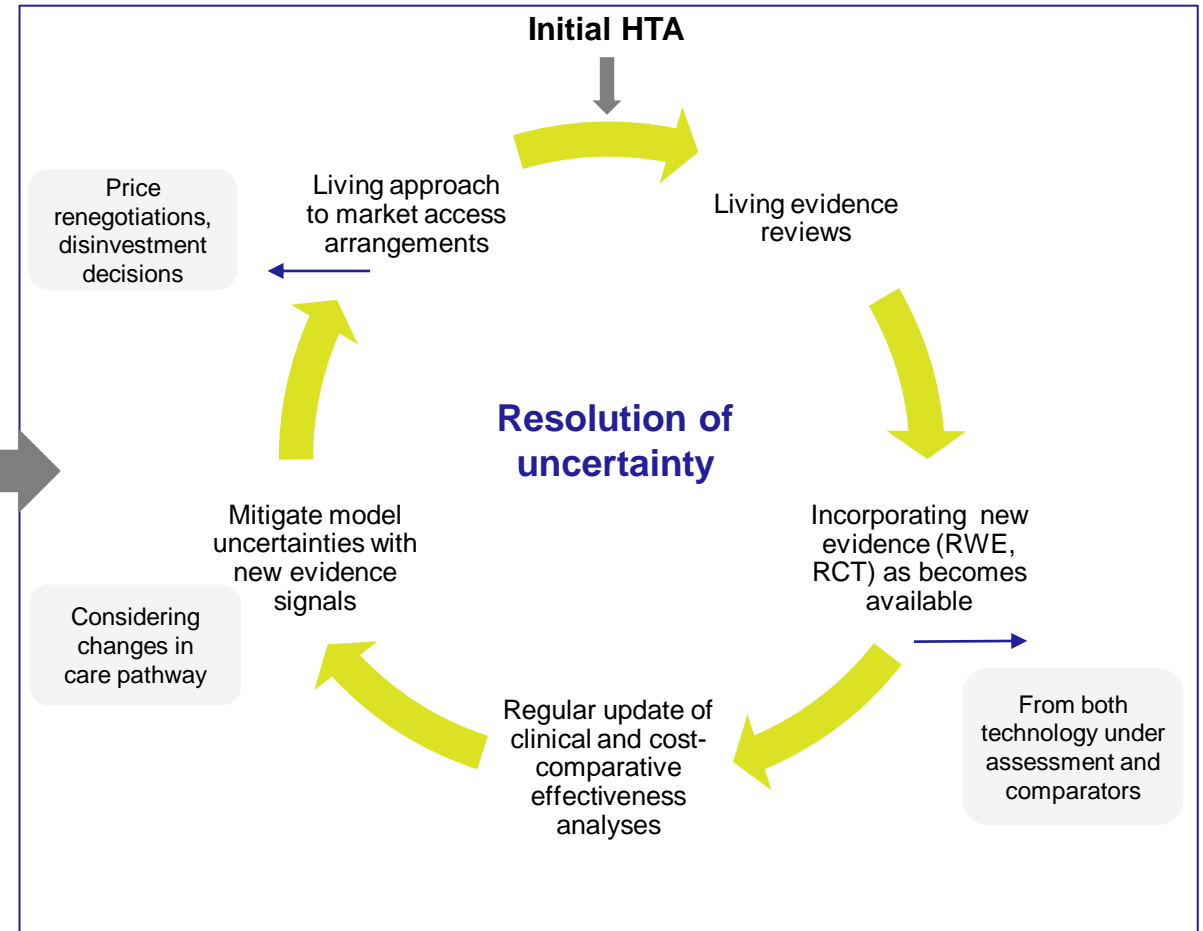 Initial HTA
Living evidence
reviews
Incorporating new
evidence (RWE,
RCT) as becomes
available
From both
technology under
assessment and
comparators
Regular update of
clinical and cost-
comparative
effectiveness
analyses
Mitigate model
uncertainties with
new evidence
signals
Considering
changes in
care pathway
Living approach
to market access
arrangements
Price
renegotiations,
disinvestment
decisions
Resolution of
uncertainty